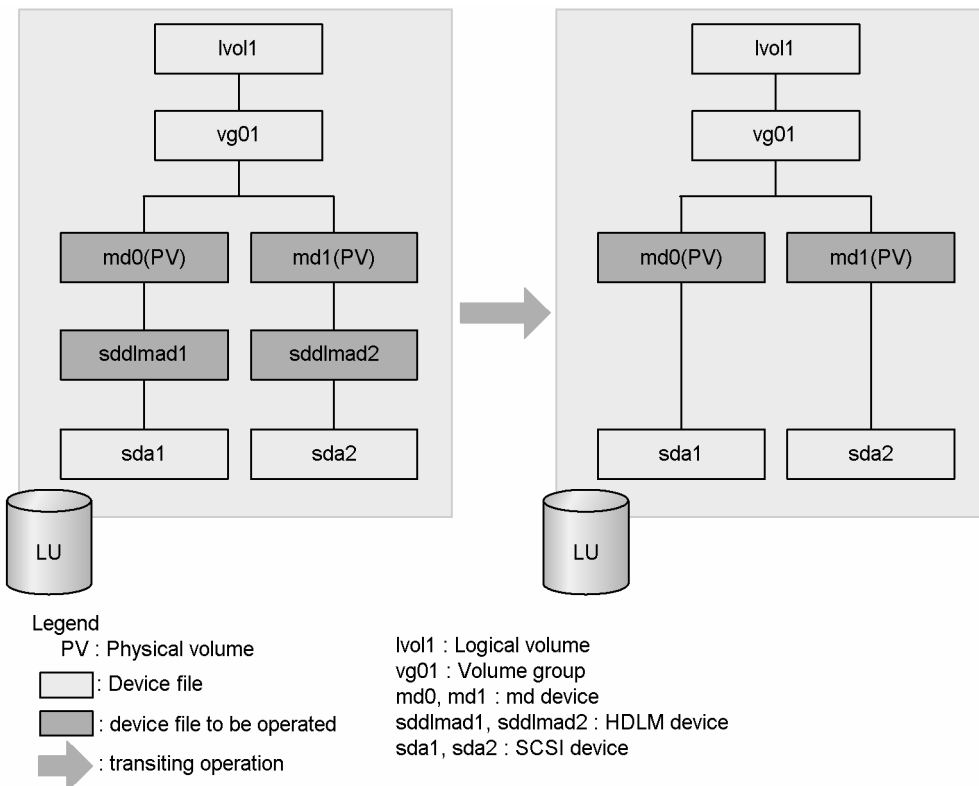 lvol1
vg01
md0(PV)
md1(PV)
sddlmad1
sddlmad2
sda1
sda2
LU
lvol1
vg01
md0(PV)
md1(PV)
sda1
sda2
LU
Legend
PV : Physical volume
: Device file
: device file to be operated
: transiting operation
lvol1 : Logical volume
vg01 : Volume group
md0, md1 : md device
sddlmad1, sddlmad2 : HDLM device
sda1, sda2 : SCSI device